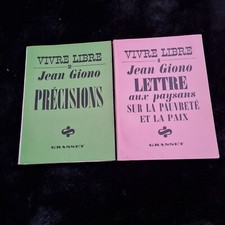 VIVRE LIBRE
Jean Giono
PRÉCISIONS
GRASSET
VIVRE LIBRE
Jean Giono
LETTRE
aux paysans
SUR LA PAUVRETÉ
ET LA PAIX
GRASSET